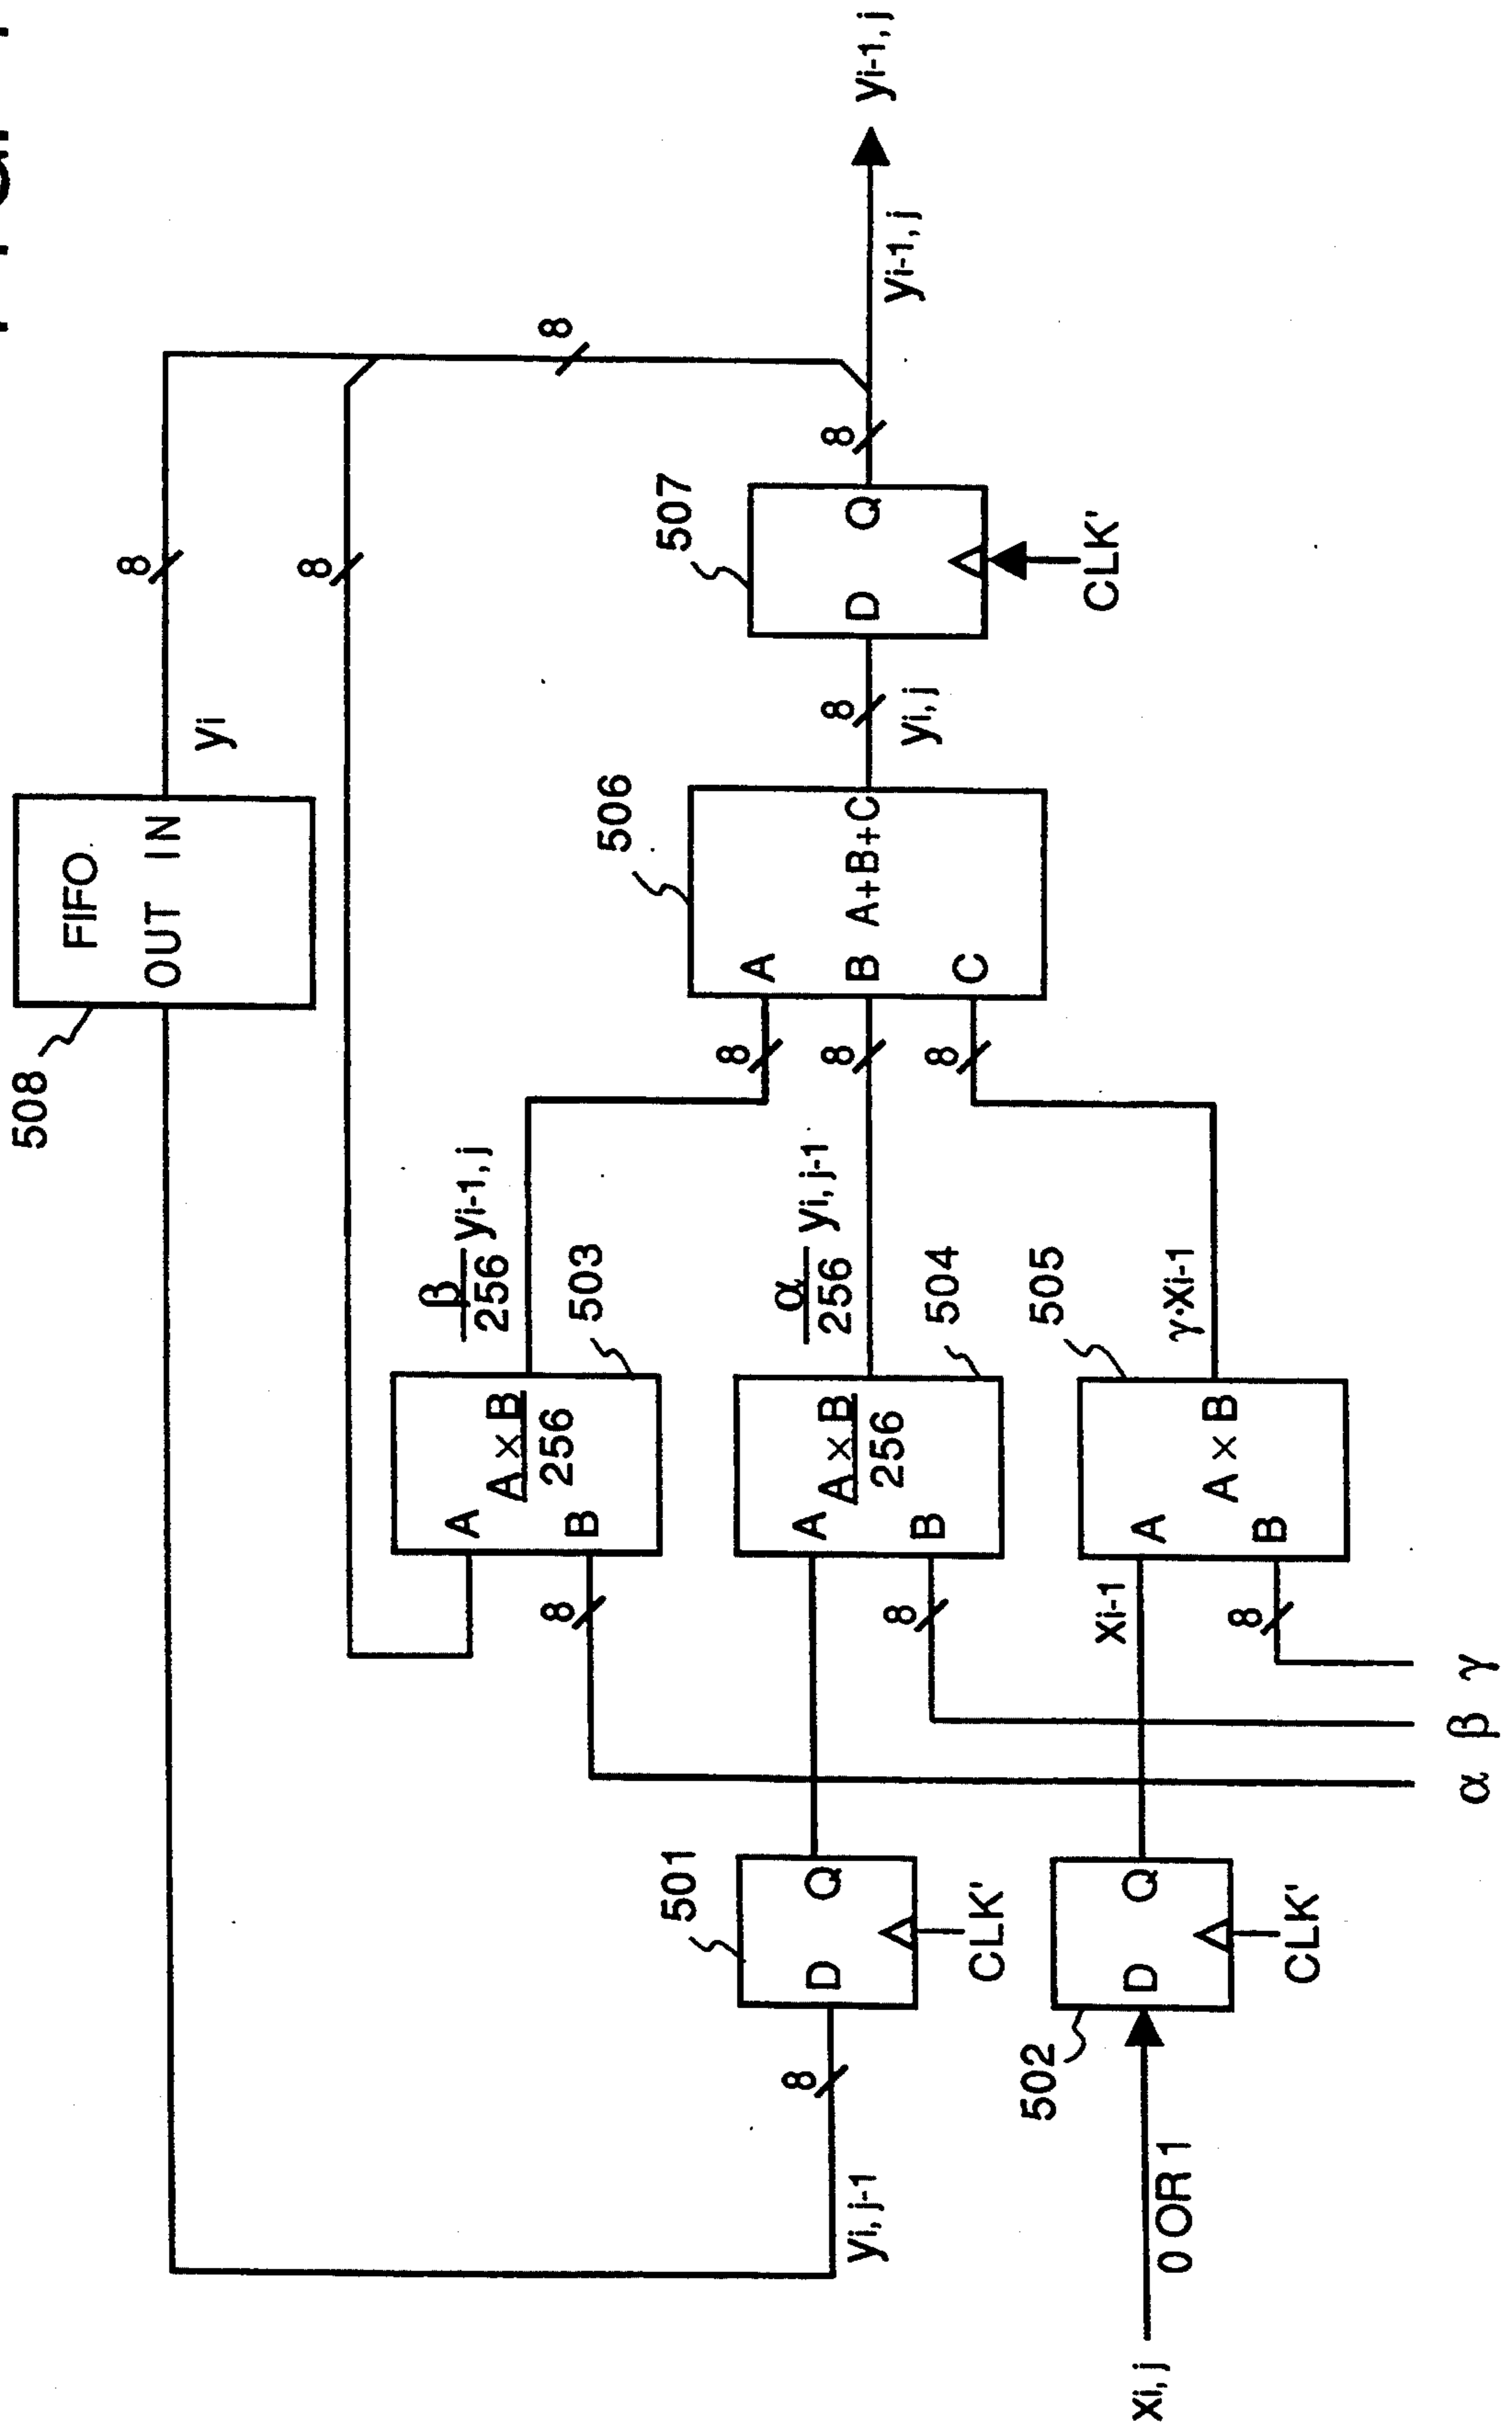 508
FIFO
OUT IN
yi
8
8
8
β/256 yi-1, j
503
A
A × B
256
B
8
8
506
A
B A+B+C
C
8
8
8
yi, j
507
D Q
CLK'
8
yi-1, j
yi-1, j
α/256 yi, j-1
504
A
A × B
256
B
8
501
D Q
CLK'
8
yi, j-1
505
γ·xi-1
xi-1
A
A × B
B
8
502
D Q
CLK'
xi, j
0 OR 1
α β γ